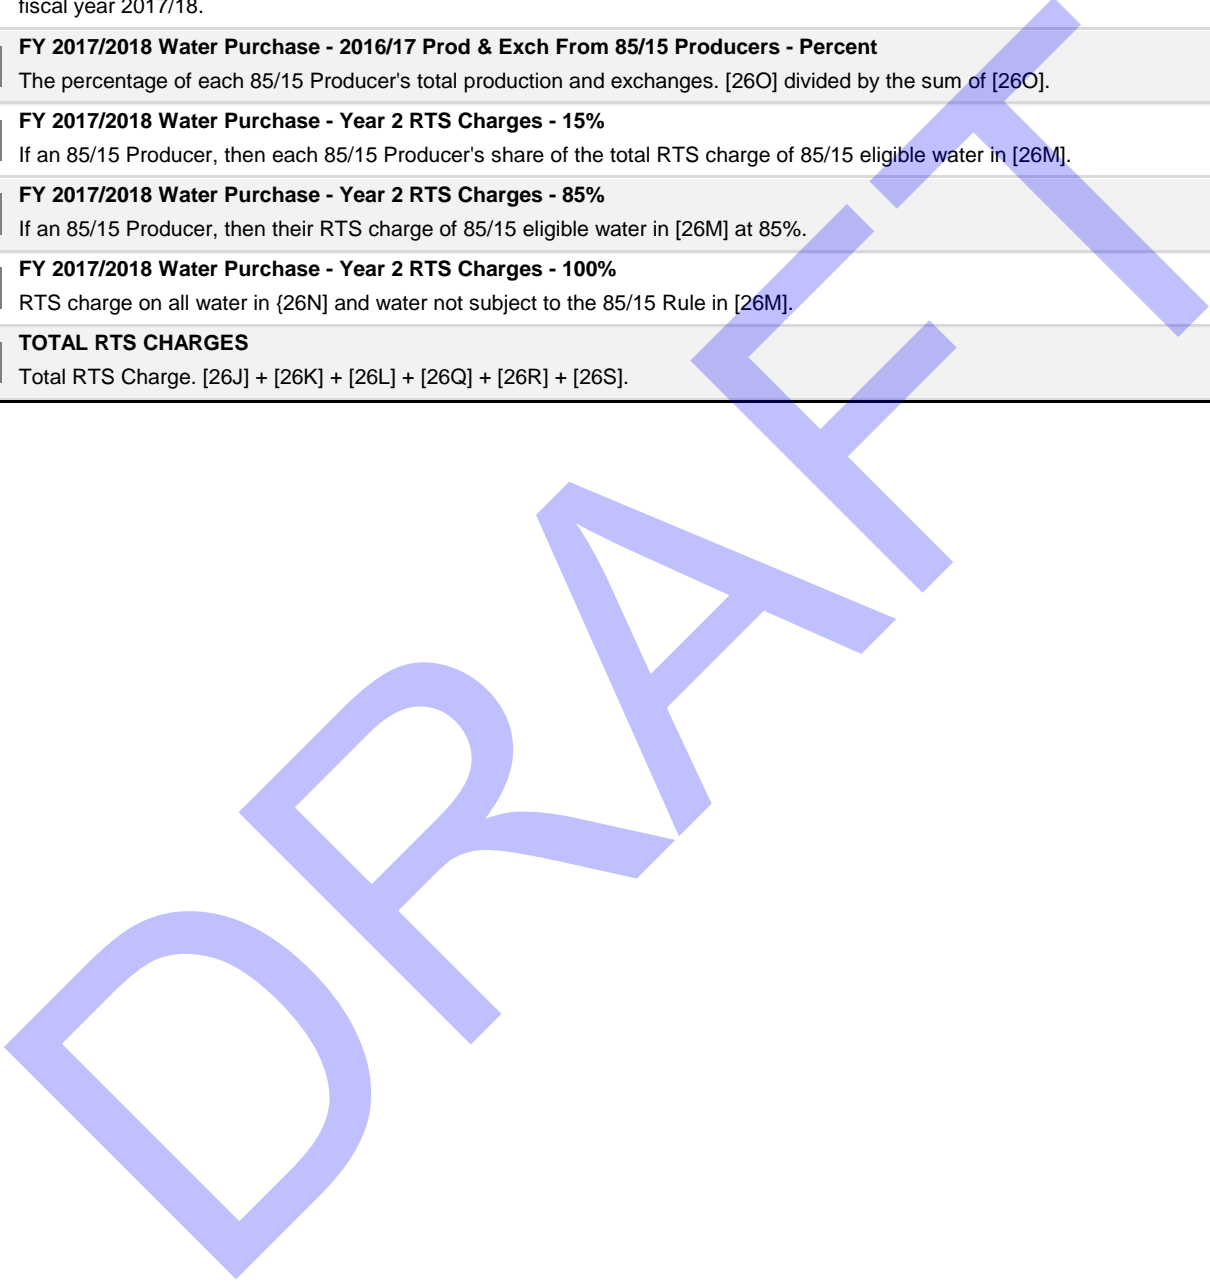 fiscal year 2017/18.
FY 2017/2018 Water Purchase - 2016/17 Prod & Exch From 85/15 Producers - Percent
The percentage of each 85/15 Producer's total production and exchanges. [26O] divided by the sum of [26O].
FY 2017/2018 Water Purchase - Year 2 RTS Charges - 15%
If an 85/15 Producer, then each 85/15 Producer's share of the total RTS charge of 85/15 eligible water in [26M].
FY 2017/2018 Water Purchase - Year 2 RTS Charges - 85%
If an 85/15 Producer, then their RTS charge of 85/15 eligible water in [26M] at 85%.
FY 2017/2018 Water Purchase - Year 2 RTS Charges - 100%
RTS charge on all water in {26N] and water not subject to the 85/15 Rule in [26M].
TOTAL RTS CHARGES
Total RTS Charge. [26J] + [26K] + [26L] + [26Q] + [26R] + [26S].
DRAFT